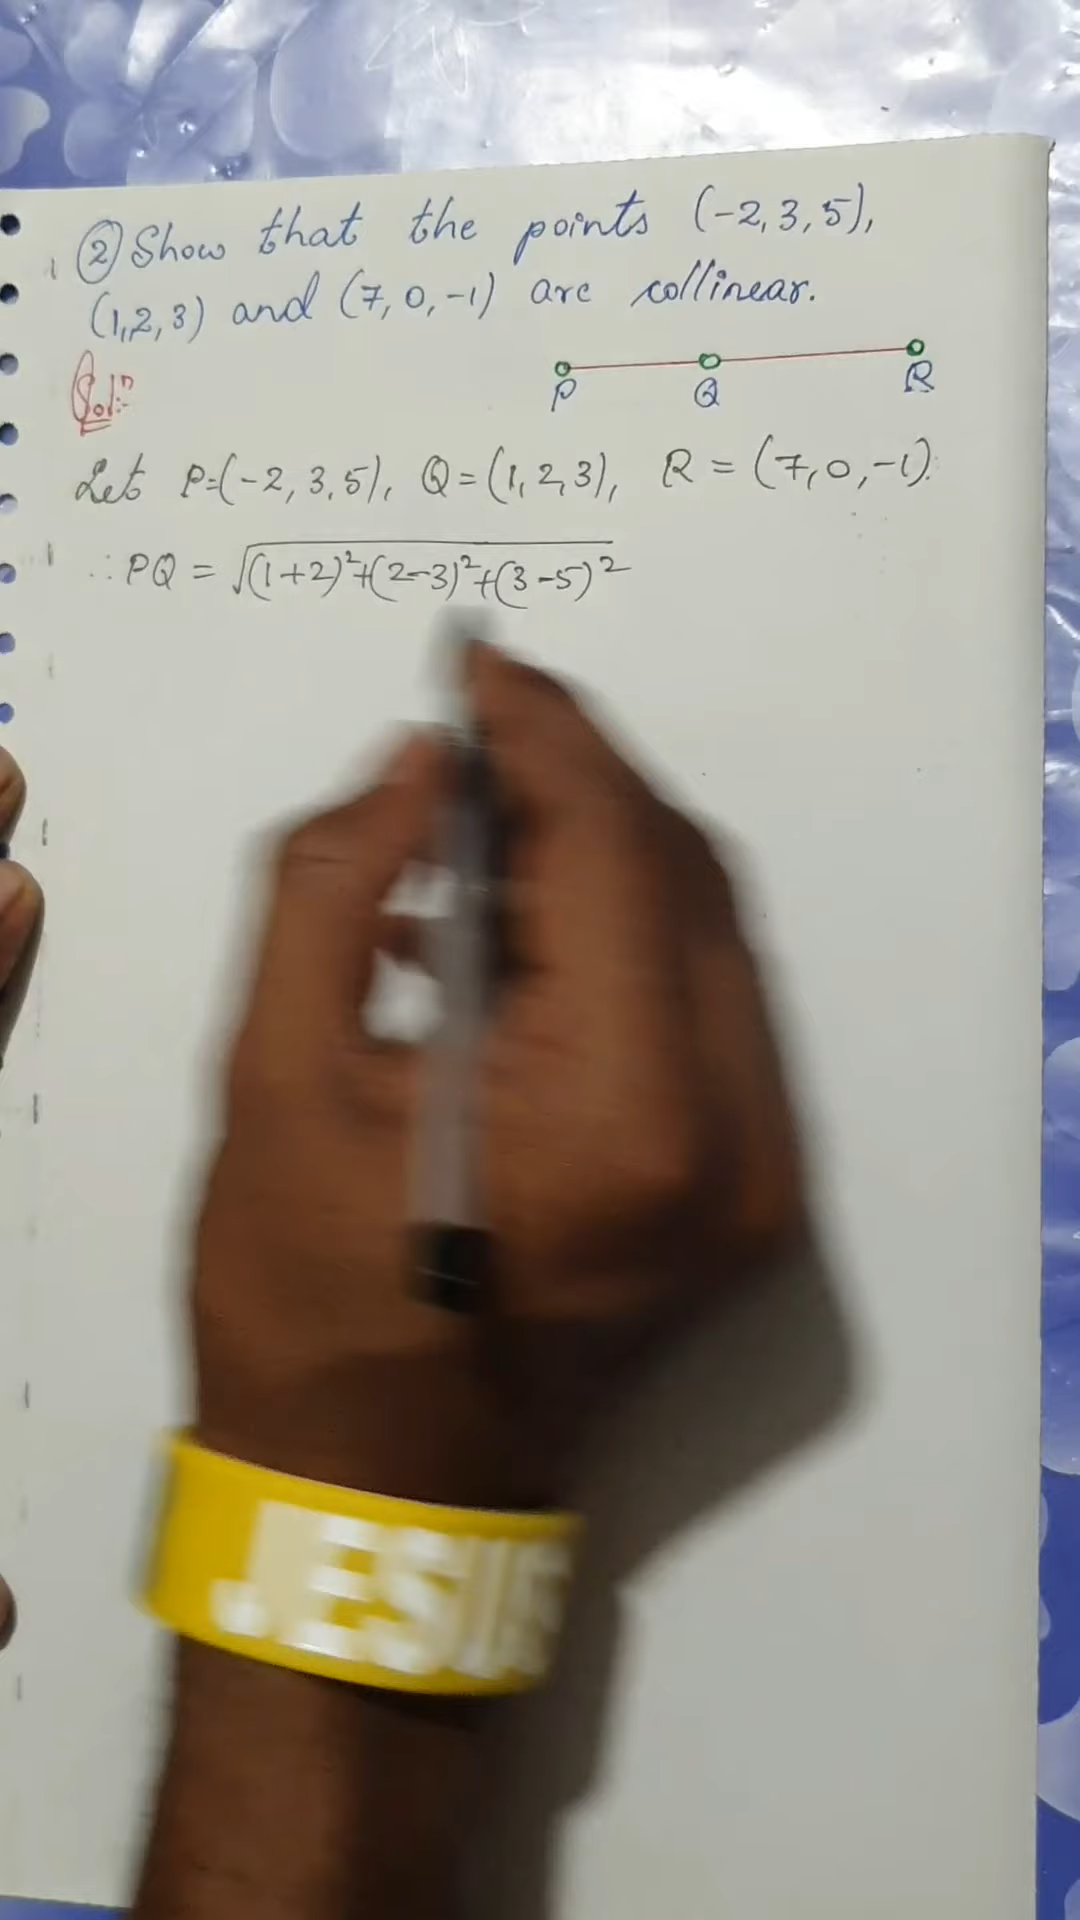 ② Show that the points (-2, 3, 5),
(1, 2, 3) and (7, 0, -1) are collinear.
P Q R
Solⁿ:-
Let P=(-2, 3, 5), Q=(1, 2, 3), R = (7, 0, -1).
∴ PQ = √((1+2)²+(2-3)²+(3-5)²)
JESUS